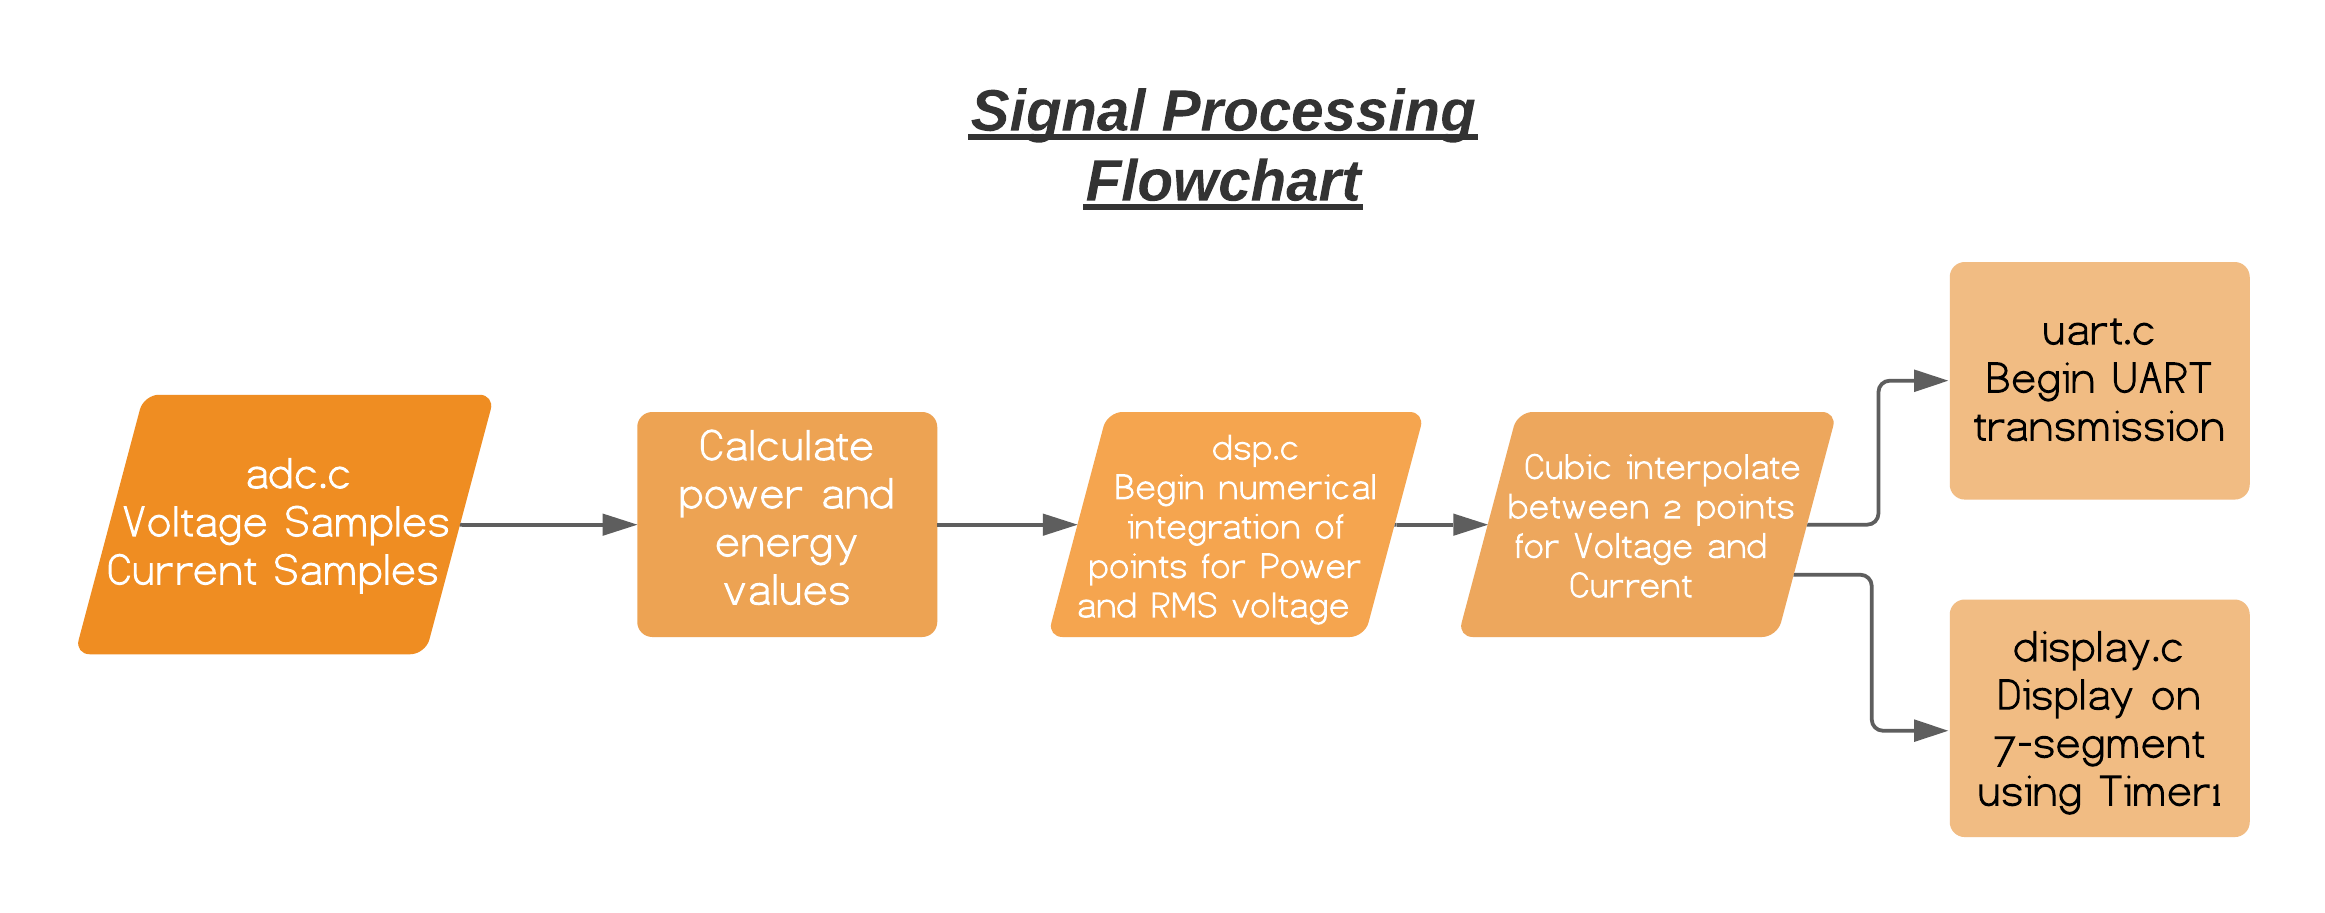 Signal Processing
Flowchart
adc.c
Voltage Samples
Current Samples
Calculate
power and
energy
values
dsp.c
Begin numerical
integration of
points for Power
and RMS voltage
Cubic interpolate
between 2 points
for Voltage and
Current
uart.c
Begin UART
transmission
display.c
Display on
7-segment
using Timer1